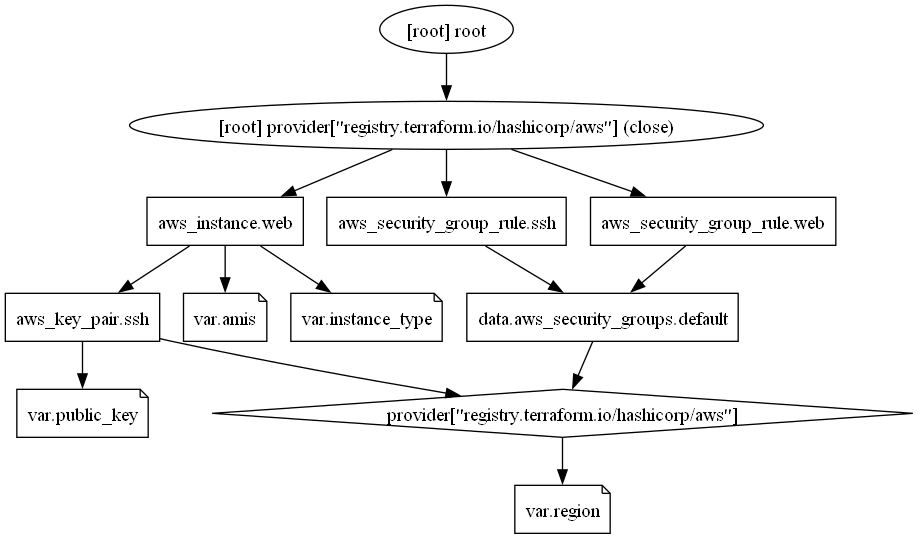 [root] root
[root] provider["registry.terraform.io/hashicorp/aws"] (close)
aws_instance.web
aws_security_group_rule.ssh
aws_security_group_rule.web
aws_key_pair.ssh
var.amis
var.instance_type
data.aws_security_groups.default
var.public_key
provider["registry.terraform.io/hashicorp/aws"]
var.region